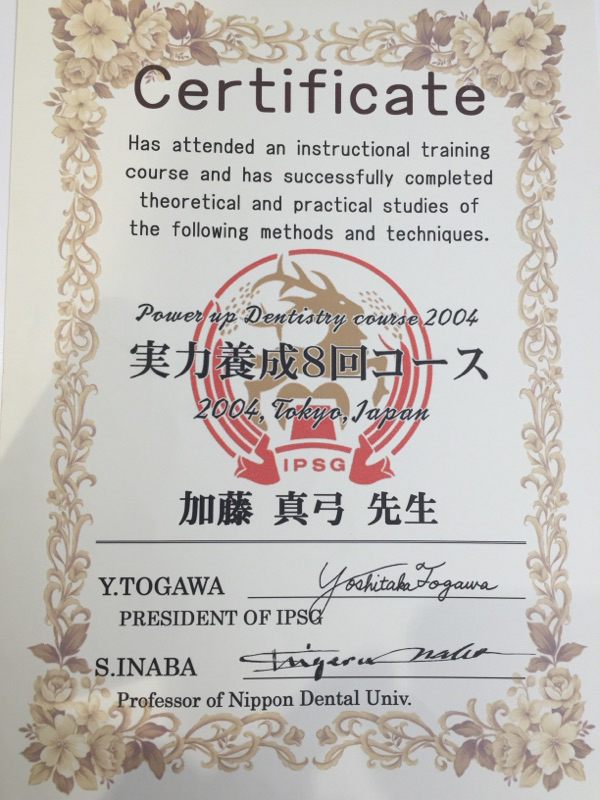 Certificate
Has attended an instructional training
course and has successfully completed
theoretical and practical studies of
the following methods and techniques.
Power up Dentistry course 2004
実力養成8回コース
2004, Tokyo, Japan
IPSG
加藤 真弓 先生
Y.TOGAWA Yoshitaka Togawa
PRESIDENT OF IPSG
S.INABA Shigeru Inaba
Professor of Nippon Dental Univ.